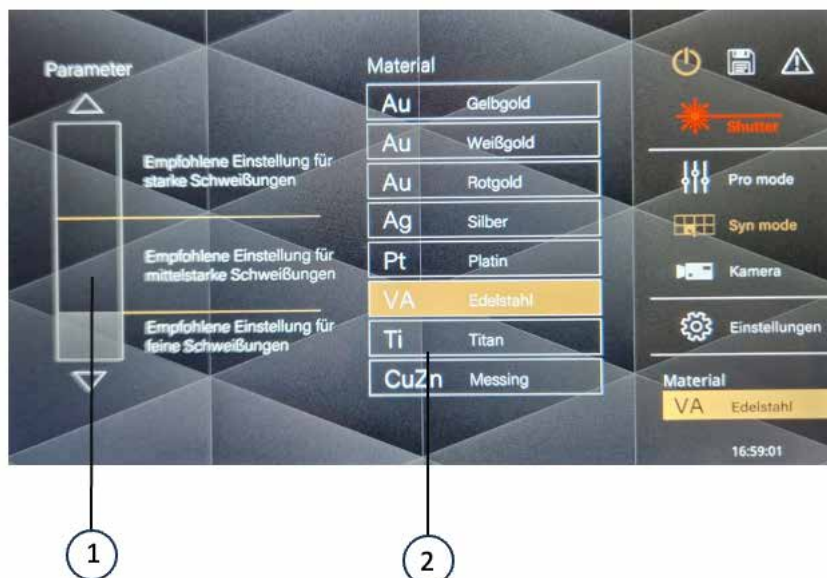 Parameter
Empfohlene Einstellung für
starke Schweißungen
Empfohlene Einstellung für
mittelstarke Schweißungen
Empfohlene Einstellung für
feine Schweißungen
Material
Au Gelbgold
Au Weißgold
Au Rotgold
Ag Silber
Pt Platin
VA Edelstahl
Ti Titan
CuZn Messing
Shutter
Pro mode
Syn mode
Kamera
Einstellungen
Material
VA Edelstahl
16:59:01
1
2